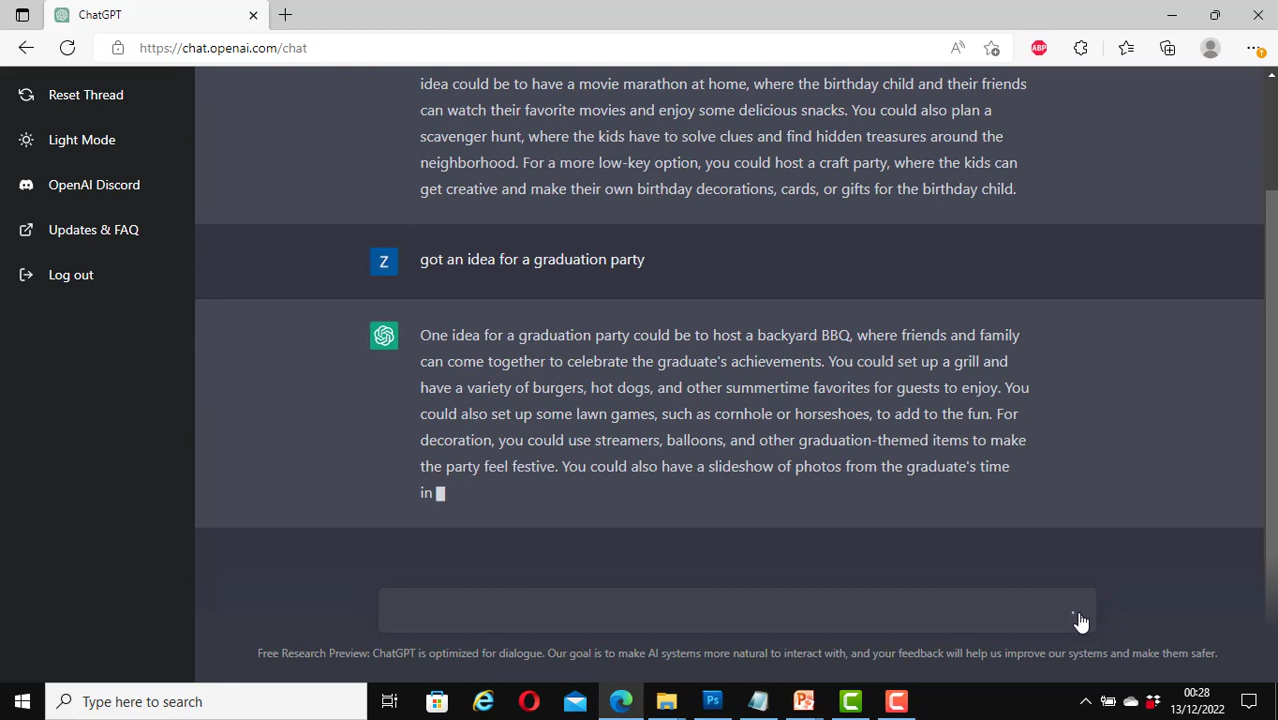 ChatGPT
https://chat.openai.com/chat
ABP
Reset Thread
Light Mode
OpenAI Discord
Updates & FAQ
Log out
idea could be to have a movie marathon at home, where the birthday child and their friends
can watch their favorite movies and enjoy some delicious snacks. You could also plan a
scavenger hunt, where the kids have to solve clues and find hidden treasures around the
neighborhood. For a more low-key option, you could host a craft party, where the kids can
get creative and make their own birthday decorations, cards, or gifts for the birthday child.
Z
got an idea for a graduation party
One idea for a graduation party could be to host a backyard BBQ, where friends and family
can come together to celebrate the graduate's achievements. You could set up a grill and
have a variety of burgers, hot dogs, and other summertime favorites for guests to enjoy. You
could also set up some lawn games, such as cornhole or horseshoes, to add to the fun. For
decoration, you could use streamers, balloons, and other graduation-themed items to make
the party feel festive. You could also have a slideshow of photos from the graduate's time
in
Free Research Preview: ChatGPT is optimized for dialogue. Our goal is to make AI systems more natural to interact with, and your feedback will help us improve our systems and make them safer.
Type here to search
Ps
00:28
13/12/2022